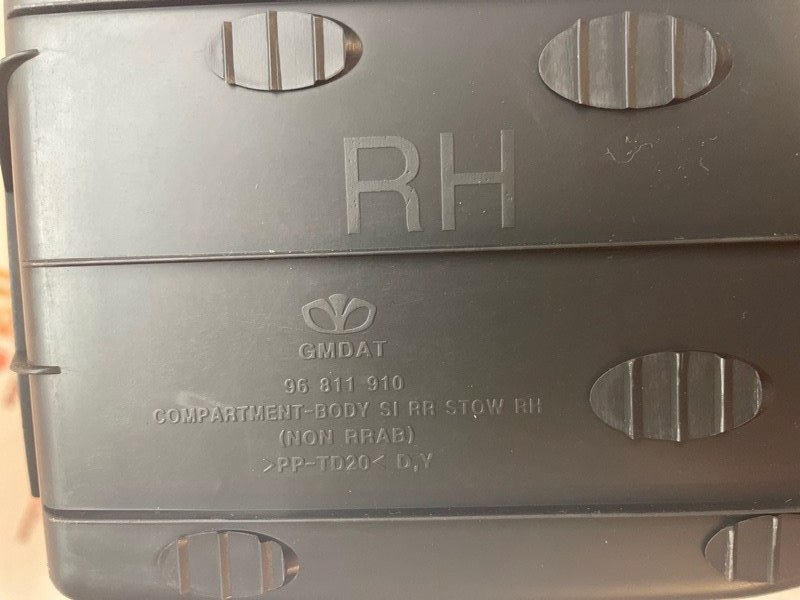 RH
GMDAT
96 811 910
COMPARTMENT-BODY SI RR STOW RH
(NON RRAB)
>PP-TD20< D,Y